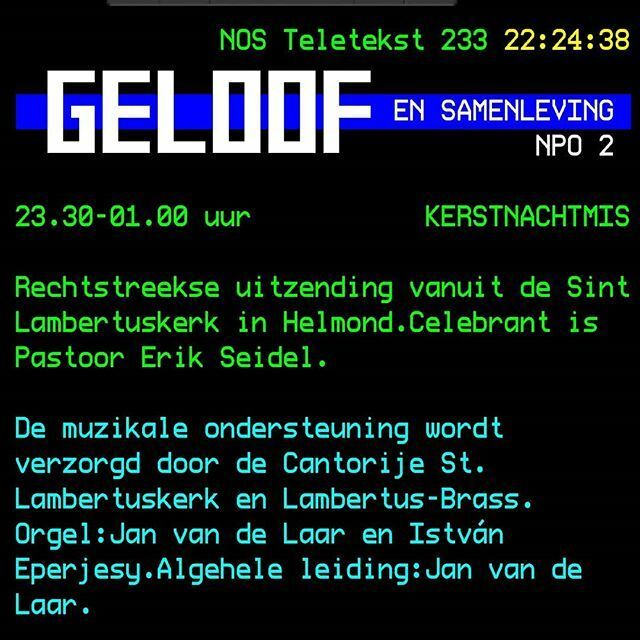 NOS Teletekst 233 22:24:38
GELOOF EN SAMENLEVING
NPO 2
23.30-01.00 uur KERSTNACHTMIS
Rechtstreekse uitzending vanuit de Sint
Lambertuskerk in Helmond.Celebrant is
Pastoor Erik Seidel.
De muzikale ondersteuning wordt
verzorgd door de Cantorije St.
Lambertuskerk en Lambertus-Brass.
Orgel:Jan van de Laar en István
Eperjesy.Algehele leiding:Jan van de
Laar.